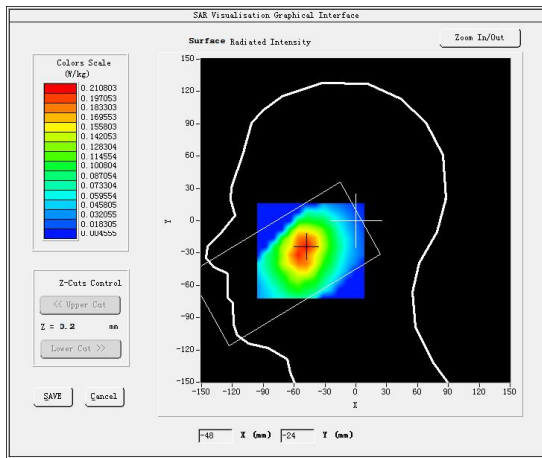 SAR Visualisation Graphical Interface
Surface Radiated Intensity
Zoom In/Out
Colors Scale
(W/kg)
0.210803
0.197053
0.183303
0.169553
0.155803
0.142053
0.128304
0.114554
0.100804
0.087054
0.073304
0.059554
0.045805
0.032055
0.018305
0.004555
150
120
90
60
30
0
-30
-60
-90
-120
-150
Y
-150 -120 -90 -60 -30 0 30 60 90 120 150
X
Z-Cuts Control
<< Upper Cut
Z = 0.2 mm
Lower Cut >>
SAVE Cancel
-48 X (mm) -24 Y (mm)